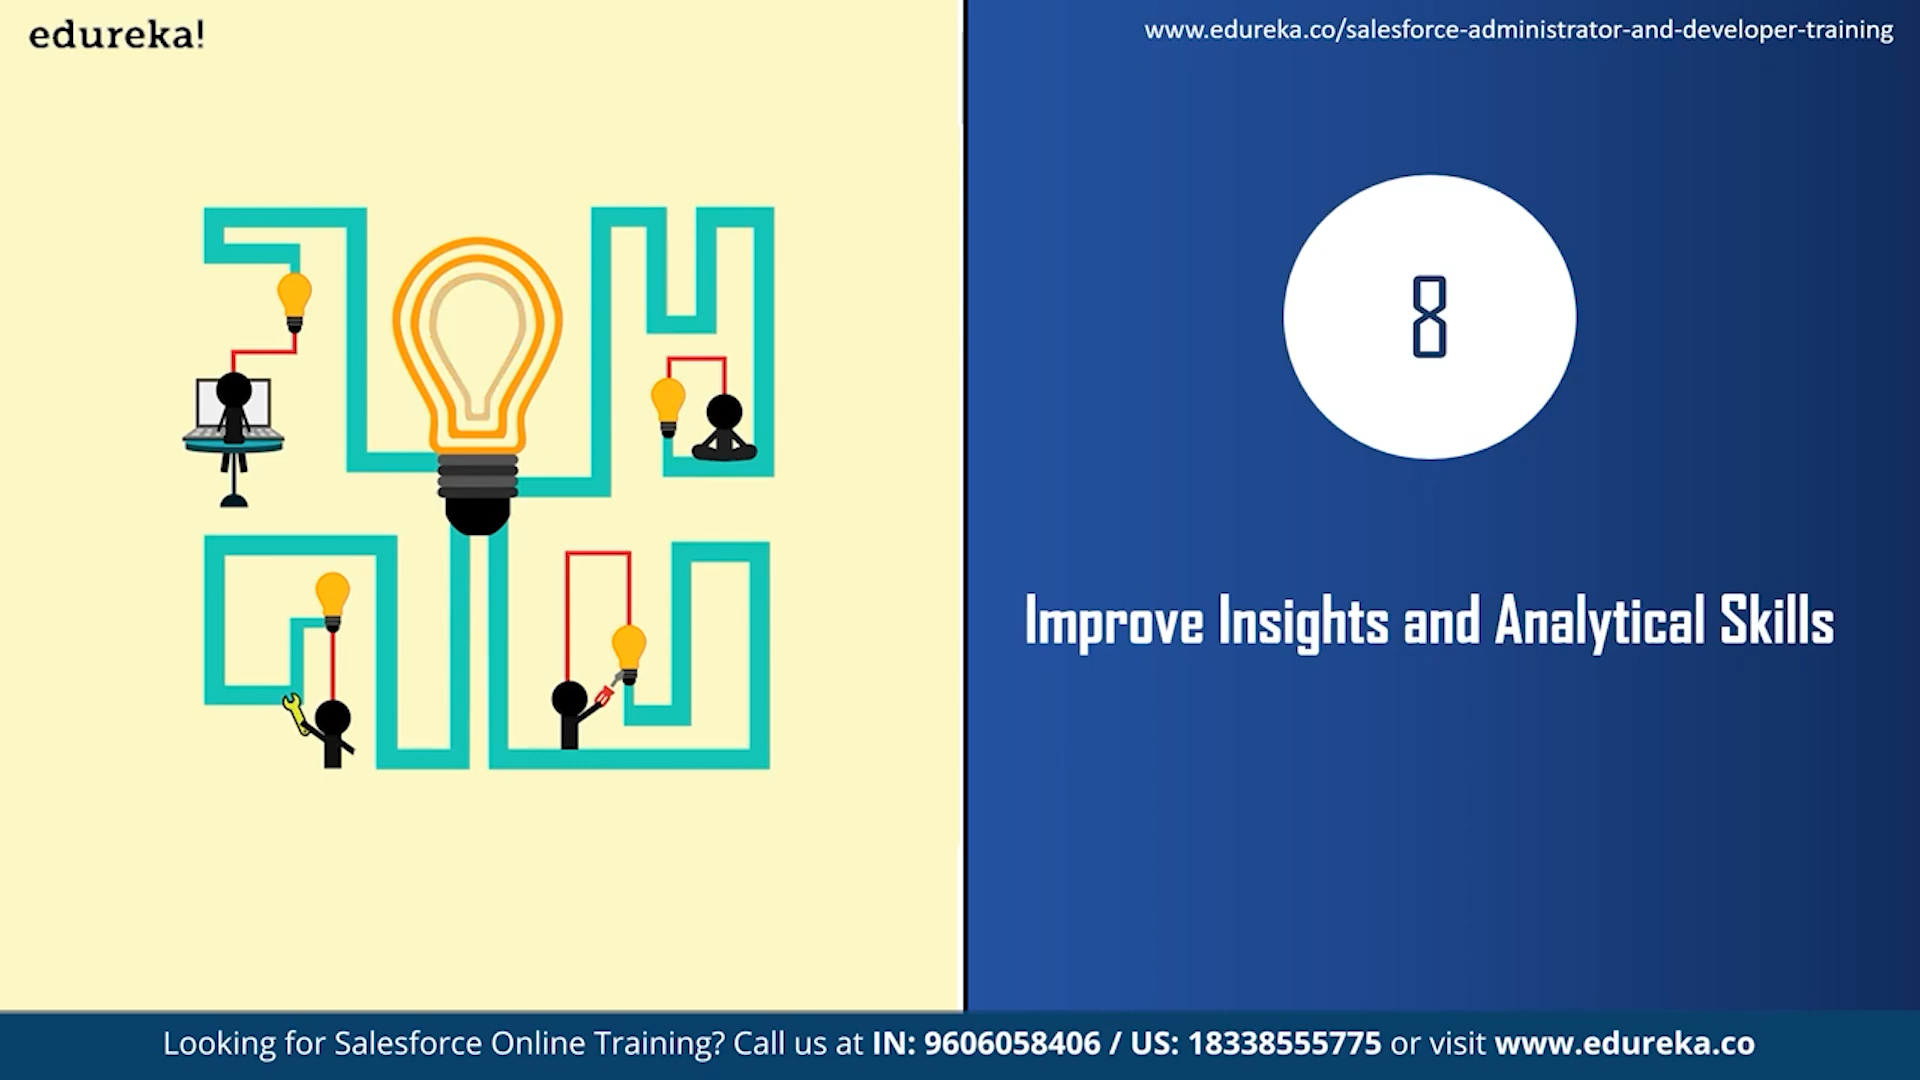 edureka!
www.edureka.co/salesforce-administrator-and-developer-training
8
Improve Insights and Analytical Skills
Looking for Salesforce Online Training? Call us at IN: 9606058406 / US: 18338555775 or visit www.edureka.co